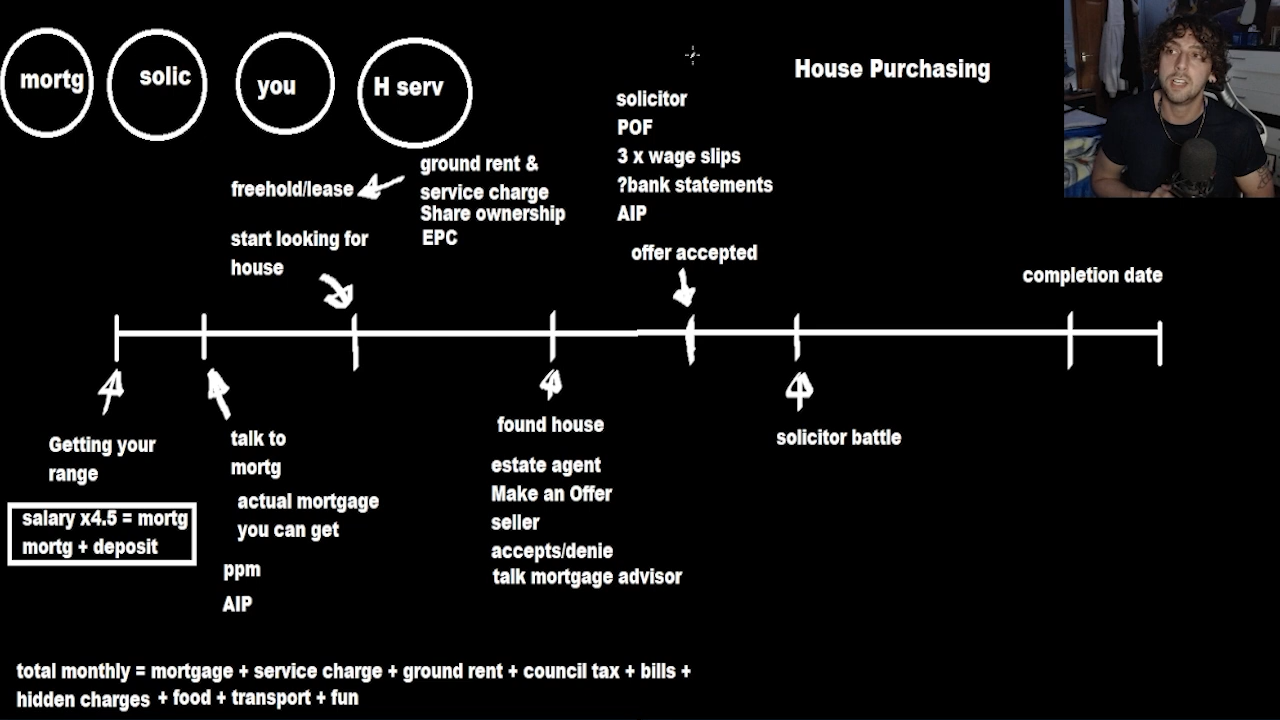 mortg
solic
you
H serv
House Purchasing
solicitor
POF
3 x wage slips
?bank statements
AIP
offer accepted
ground rent &
service charge
Share ownership
EPC
freehold/lease
start looking for
house
completion date
Getting your
range
salary x4.5 = mortg
mortg + deposit
talk to
mortg
actual mortgage
you can get
ppm
AIP
found house
estate agent
Make an Offer
seller
accepts/denie
talk mortgage advisor
solicitor battle
total monthly = mortgage + service charge + ground rent + council tax + bills +
hidden charges + food + transport + fun